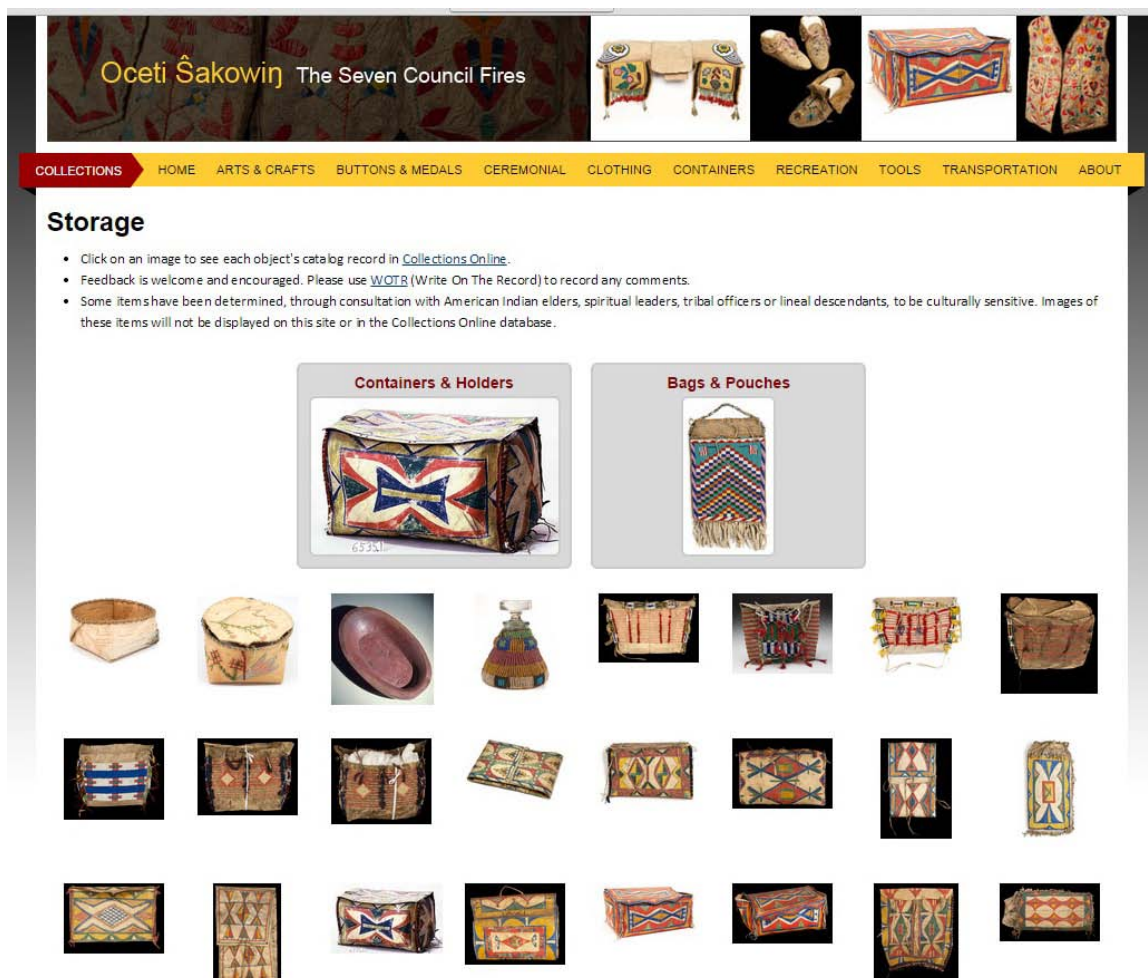 Oceti Ŝakowiŋ The Seven Council Fires
COLLECTIONS HOME ARTS & CRAFTS BUTTONS & MEDALS CEREMONIAL CLOTHING CONTAINERS RECREATION TOOLS TRANSPORTATION ABOUT
Storage
• Click on an image to see each object's catalog record in Collections Online.
• Feedback is welcome and encouraged. Please use WOTR (Write On The Record) to record any comments.
• Some items have been determined, through consultation with American Indian elders, spiritual leaders, tribal officers or lineal descendants, to be culturally sensitive. Images of
these items will not be displayed on this site or in the Collections Online database.
Containers & Holders
Bags & Pouches